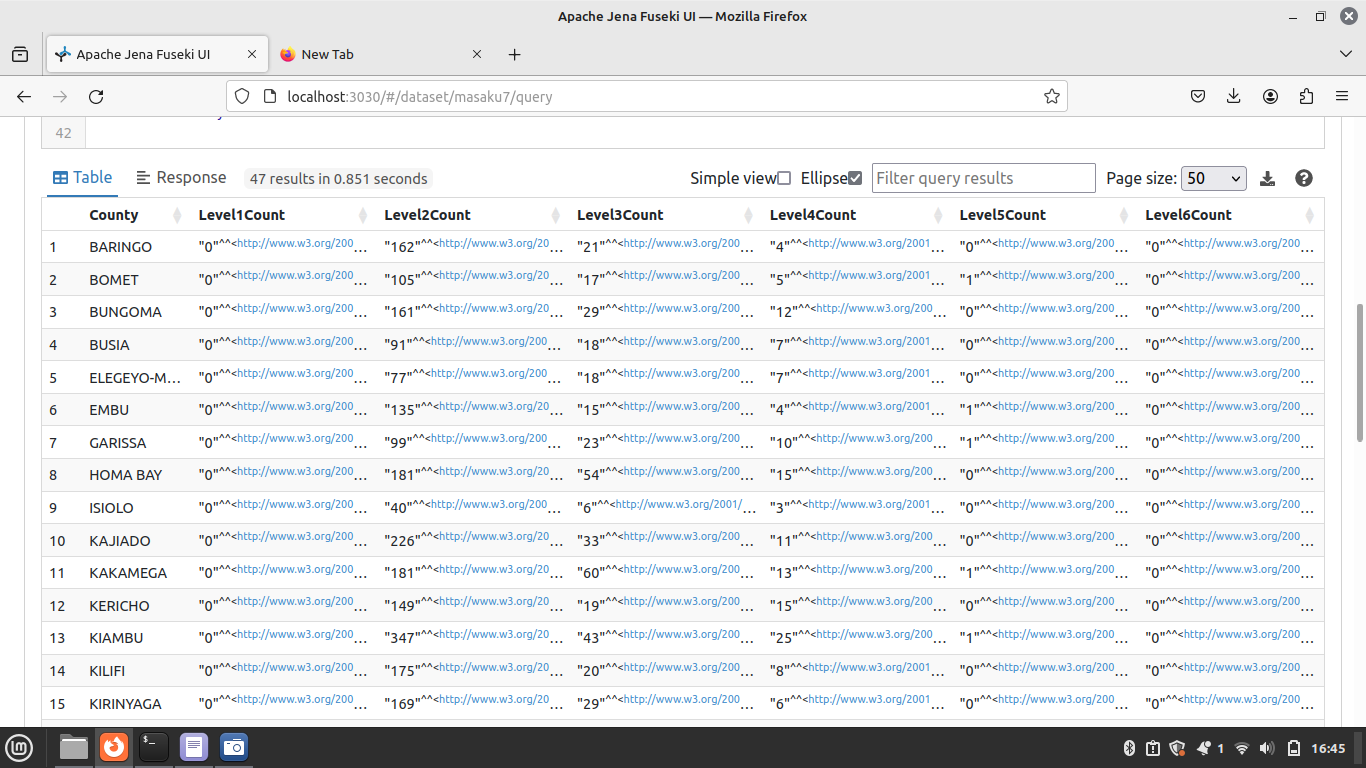 Apache Jena Fuseki UI — Mozilla Firefox
Apache Jena Fuseki UI New Tab
localhost:3030/#/dataset/masaku7/query
42
Table Response 47 results in 0.851 seconds Simple view Ellipse Filter query results Page size: 50
County Level1Count Level2Count Level3Count Level4Count Level5Count Level6Count
1 BARINGO "0"^^<http://www.w3.org/200... "162"^^<http://www.w3.org/20... "21"^^<http://www.w3.org/200... "4"^^<http://www.w3.org/2001... "0"^^<http://www.w3.org/200... "0"^^<http://www.w3.org/200...
2 BOMET "0"^^<http://www.w3.org/200... "105"^^<http://www.w3.org/20... "17"^^<http://www.w3.org/200... "5"^^<http://www.w3.org/2001... "1"^^<http://www.w3.org/200... "0"^^<http://www.w3.org/200...
3 BUNGOMA "0"^^<http://www.w3.org/200... "161"^^<http://www.w3.org/20... "29"^^<http://www.w3.org/200... "12"^^<http://www.w3.org/200... "0"^^<http://www.w3.org/200... "0"^^<http://www.w3.org/200...
4 BUSIA "0"^^<http://www.w3.org/200... "91"^^<http://www.w3.org/200... "18"^^<http://www.w3.org/200... "7"^^<http://www.w3.org/2001... "0"^^<http://www.w3.org/200... "0"^^<http://www.w3.org/200...
5 ELEGEYO-M... "0"^^<http://www.w3.org/200... "77"^^<http://www.w3.org/200... "18"^^<http://www.w3.org/200... "7"^^<http://www.w3.org/2001... "0"^^<http://www.w3.org/200... "0"^^<http://www.w3.org/200...
6 EMBU "0"^^<http://www.w3.org/200... "135"^^<http://www.w3.org/20... "15"^^<http://www.w3.org/200... "4"^^<http://www.w3.org/2001... "1"^^<http://www.w3.org/200... "0"^^<http://www.w3.org/200...
7 GARISSA "0"^^<http://www.w3.org/200... "99"^^<http://www.w3.org/200... "23"^^<http://www.w3.org/200... "10"^^<http://www.w3.org/200... "1"^^<http://www.w3.org/200... "0"^^<http://www.w3.org/200...
8 HOMA BAY "0"^^<http://www.w3.org/200... "181"^^<http://www.w3.org/20... "54"^^<http://www.w3.org/200... "15"^^<http://www.w3.org/200... "0"^^<http://www.w3.org/200... "0"^^<http://www.w3.org/200...
9 ISIOLO "0"^^<http://www.w3.org/200... "40"^^<http://www.w3.org/200... "6"^^<http://www.w3.org/2001/... "3"^^<http://www.w3.org/2001... "0"^^<http://www.w3.org/200... "0"^^<http://www.w3.org/200...
10 KAJIADO "0"^^<http://www.w3.org/200... "226"^^<http://www.w3.org/20... "33"^^<http://www.w3.org/200... "11"^^<http://www.w3.org/200... "0"^^<http://www.w3.org/200... "0"^^<http://www.w3.org/200...
11 KAKAMEGA "0"^^<http://www.w3.org/200... "181"^^<http://www.w3.org/20... "60"^^<http://www.w3.org/200... "13"^^<http://www.w3.org/200... "1"^^<http://www.w3.org/200... "0"^^<http://www.w3.org/200...
12 KERICHO "0"^^<http://www.w3.org/200... "149"^^<http://www.w3.org/20... "19"^^<http://www.w3.org/200... "15"^^<http://www.w3.org/200... "0"^^<http://www.w3.org/200... "0"^^<http://www.w3.org/200...
13 KIAMBU "0"^^<http://www.w3.org/200... "347"^^<http://www.w3.org/20... "43"^^<http://www.w3.org/200... "25"^^<http://www.w3.org/200... "1"^^<http://www.w3.org/200... "0"^^<http://www.w3.org/200...
14 KILIFI "0"^^<http://www.w3.org/200... "175"^^<http://www.w3.org/20... "20"^^<http://www.w3.org/200... "8"^^<http://www.w3.org/2001... "0"^^<http://www.w3.org/200... "0"^^<http://www.w3.org/200...
15 KIRINYAGA "0"^^<http://www.w3.org/200... "169"^^<http://www.w3.org/20... "29"^^<http://www.w3.org/200... "6"^^<http://www.w3.org/2001... "0"^^<http://www.w3.org/200... "0"^^<http://www.w3.org/200...
1 16:45